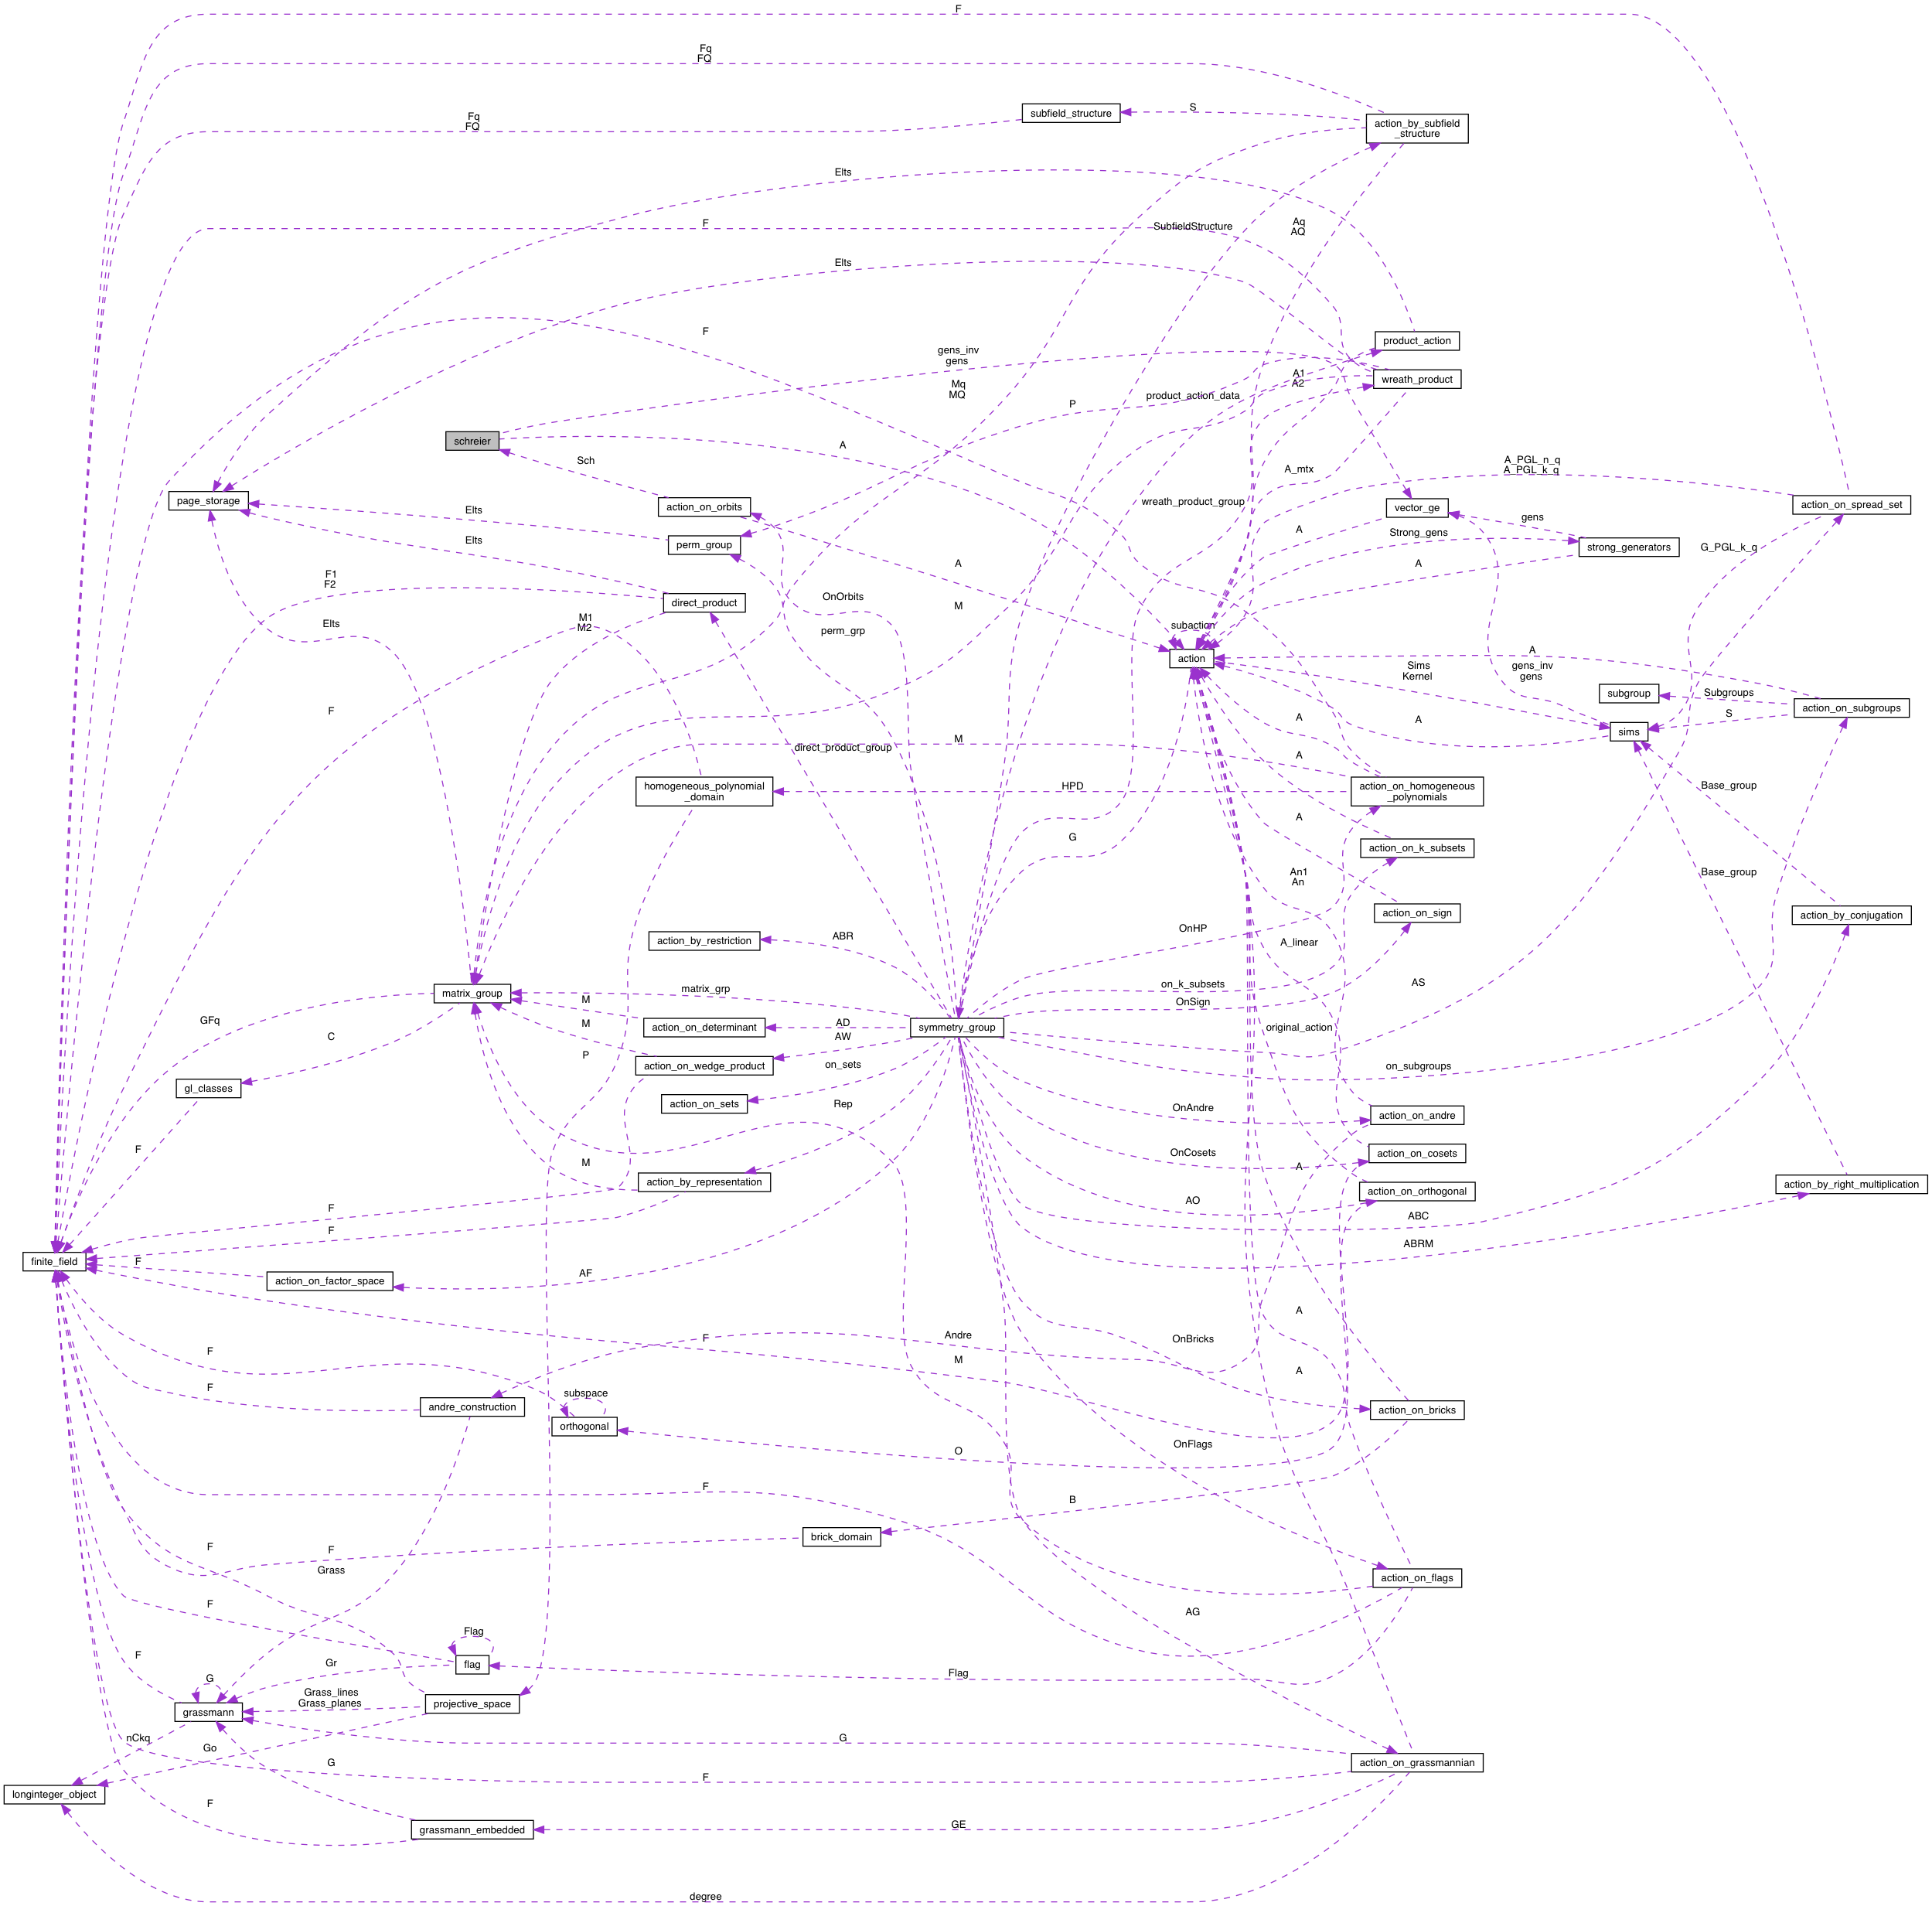 F
Fq
FQ
subfield_structure
S
action_by_subfield
_structure
Fq
FQ
Elts
F
SubfieldStructure
Aq
AQ
Elts
F
product_action
gens_inv
gens
A1
A2
wreath_product
Mq
MQ
product_action_data
P
schreier
A
Sch
A_mtx
A_PGL_n_q
A_PGL_k_q
page_storage
action_on_orbits
wreath_product_group
vector_ge
action_on_spread_set
Elts
gens
A
Strong_gens
perm_group
strong_generators
G_PGL_k_q
Elts
A
A
F1
F2
direct_product
OnOrbits
M
Elts
M1
M2
perm_grp
subaction
action
A
Sims
Kernel
gens_inv
gens
subgroup
Subgroups
action_on_subgroups
F
S
A
A
sims
M
direct_product_group
A
homogeneous_polynomial
_domain
HPD
action_on_homogeneous
_polynomials
Base_group
A
G
action_on_k_subsets
An1
An
Base_group
action_on_sign
action_by_conjugation
OnHP
action_by_restriction
ABR
A_linear
matrix_group
matrix_grp
on_k_subsets
AS
M
OnSign
GFq
M
action_on_determinant
AD
symmetry_group
original_action
C
AW
P
action_on_wedge_product
on_sets
on_subgroups
gl_classes
action_on_sets
Rep
OnAndre
action_on_andre
F
OnCosets
action_on_cosets
M
A
action_by_representation
action_on_orthogonal
action_by_right_multiplication
AO
F
ABC
F
ABRM
finite_field
F
action_on_factor_space
AF
A
Andre
F
OnBricks
F
M
A
F
subspace
andre_construction
action_on_bricks
orthogonal
OnFlags
O
F
B
brick_domain
F
F
Grass
action_on_flags
F
AG
Flag
F
Gr
flag
Flag
G
Grass_lines
Grass_planes
projective_space
grassmann
nCkq
Go
G
G
action_on_grassmannian
F
longinteger_object
F
grassmann_embedded
GE
degree